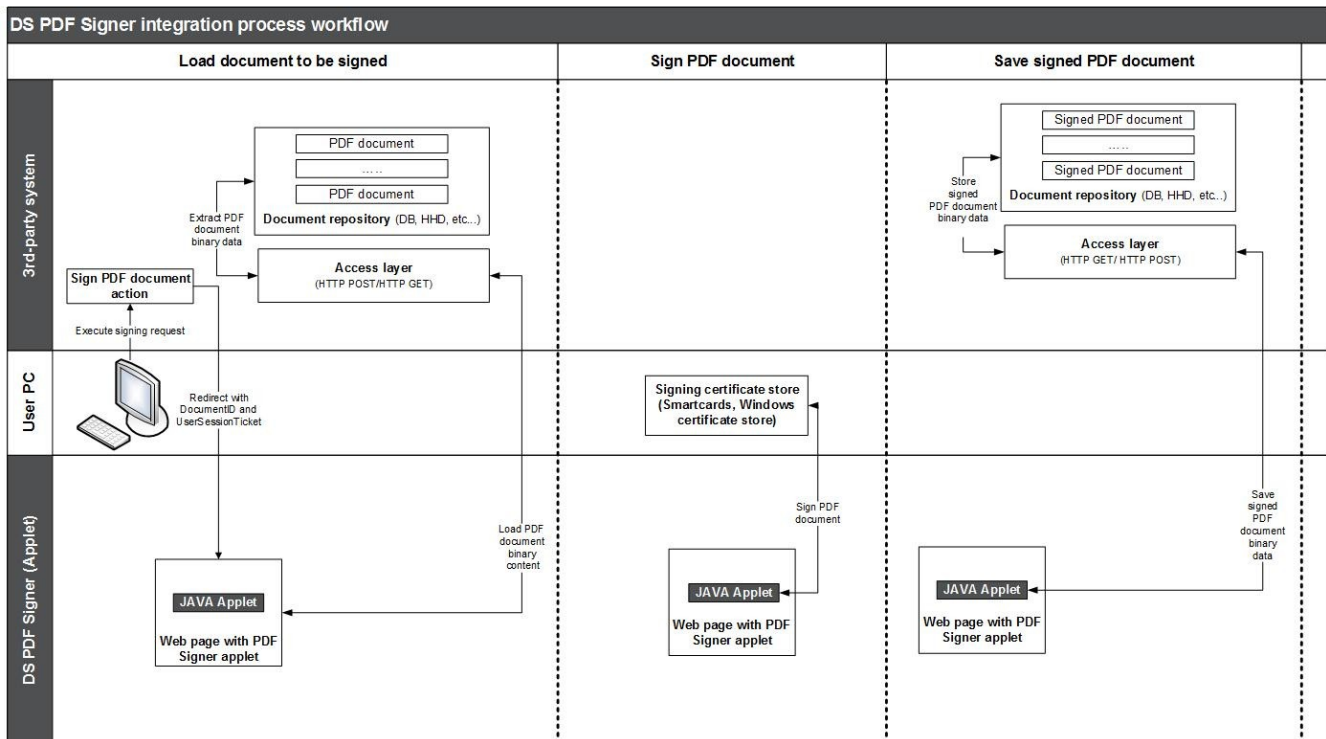 DS PDF Signer integration process workflow
Load document to be signed
Sign PDF document
Save signed PDF document
3rd-party system
User PC
DS PDF Signer (Applet)
PDF document
.....
PDF document
Document repository (DB, HHD, etc...)
Extract PDF
document
binary data
Access layer
(HTTP POST/HTTP GET)
Sign PDF document
action
Execute signing request
Redirect with
DocumentID and
UserSessionTicket
Load PDF
document
binary
content
JAVA Applet
Web page with PDF
Signer applet
Signing certificate store
(Smartcards, Windows
certificate store)
Sign PDF
document
JAVA Applet
Web page with PDF
Signer applet
Signed PDF document
.....
Signed PDF document
Document repository (DB, HHD, etc...)
Store
signed
PDF document
binary data
Access layer
(HTTP GET/ HTTP POST)
Save
signed
PDF
document
binary
data
JAVA Applet
Web page with PDF
Signer applet